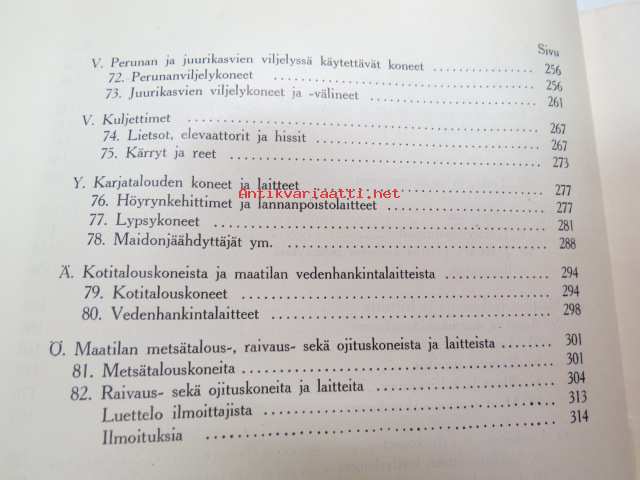 Sivu
V. Perunan ja juurikasvien viljelyssä käytettävät koneet ................ 256
72. Perunanviljelykoneet ................................ 256
73. Juurikasvien viljelykoneet ja -välineet ........................ 261
V. Kuljettimet .................................................. 267
74. Lietsot, elevaattorit ja hissit ................................ 267
75. Kärryt ja reet .......................................... 273
Y. Karjatalouden koneet ja laitteet ................................ 277
76. Höyrynkehittimet ja lannanpoistolaitteet ...................... 277
Antikvariaatti.net
77. Lypsykoneet .......................................... 281
78. Maidonjäähdyttäjät ym. ................................ 288
Ä. Kotitalouskoneista ja maatilan vedenhankintalaitteista ............ 294
79. Kotitalouskoneet ...................................... 294
80. Vedenhankintalaitteet .................................. 298
Ö. Maatilan metsätalous-, raivaus- sekä ojituskoneista ja laitteista ...... 301
81. Metsätalouskoneita .................................... 301
82. Raivaus- sekä ojituskoneita ja laitteita ...................... 304
Luettelo ilmoittajista .................................... 313
Ilmoituksia .......................................... 314